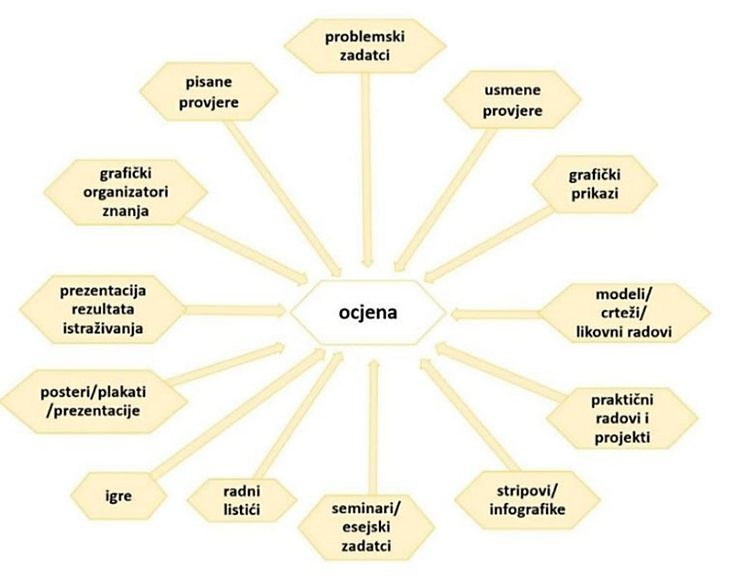 problemski
zadatci
pisane
provjere
usmene
provjere
grafički
organizatori
znanja
grafički
prikazi
prezentacija
rezultata
istraživanja
ocjena
modeli/
crteži/
likovni radovi
posteri/plakati
/prezentacije
praktični
radovi i
projekti
igre
radni
listići
seminari/
esejski
zadatci
stripovi/
infografike